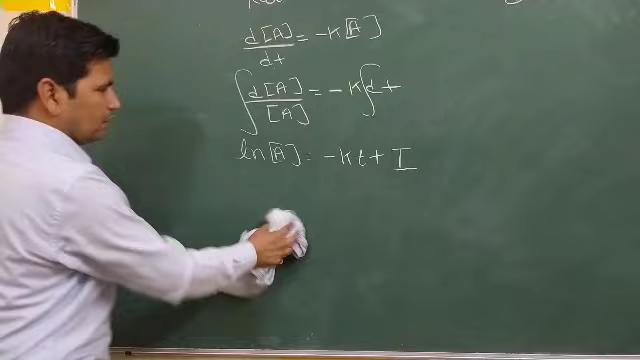 d[A]/dt = -K[A]
∫ d[A]/[A] = -K∫dt
ln[A] = -Kt + I